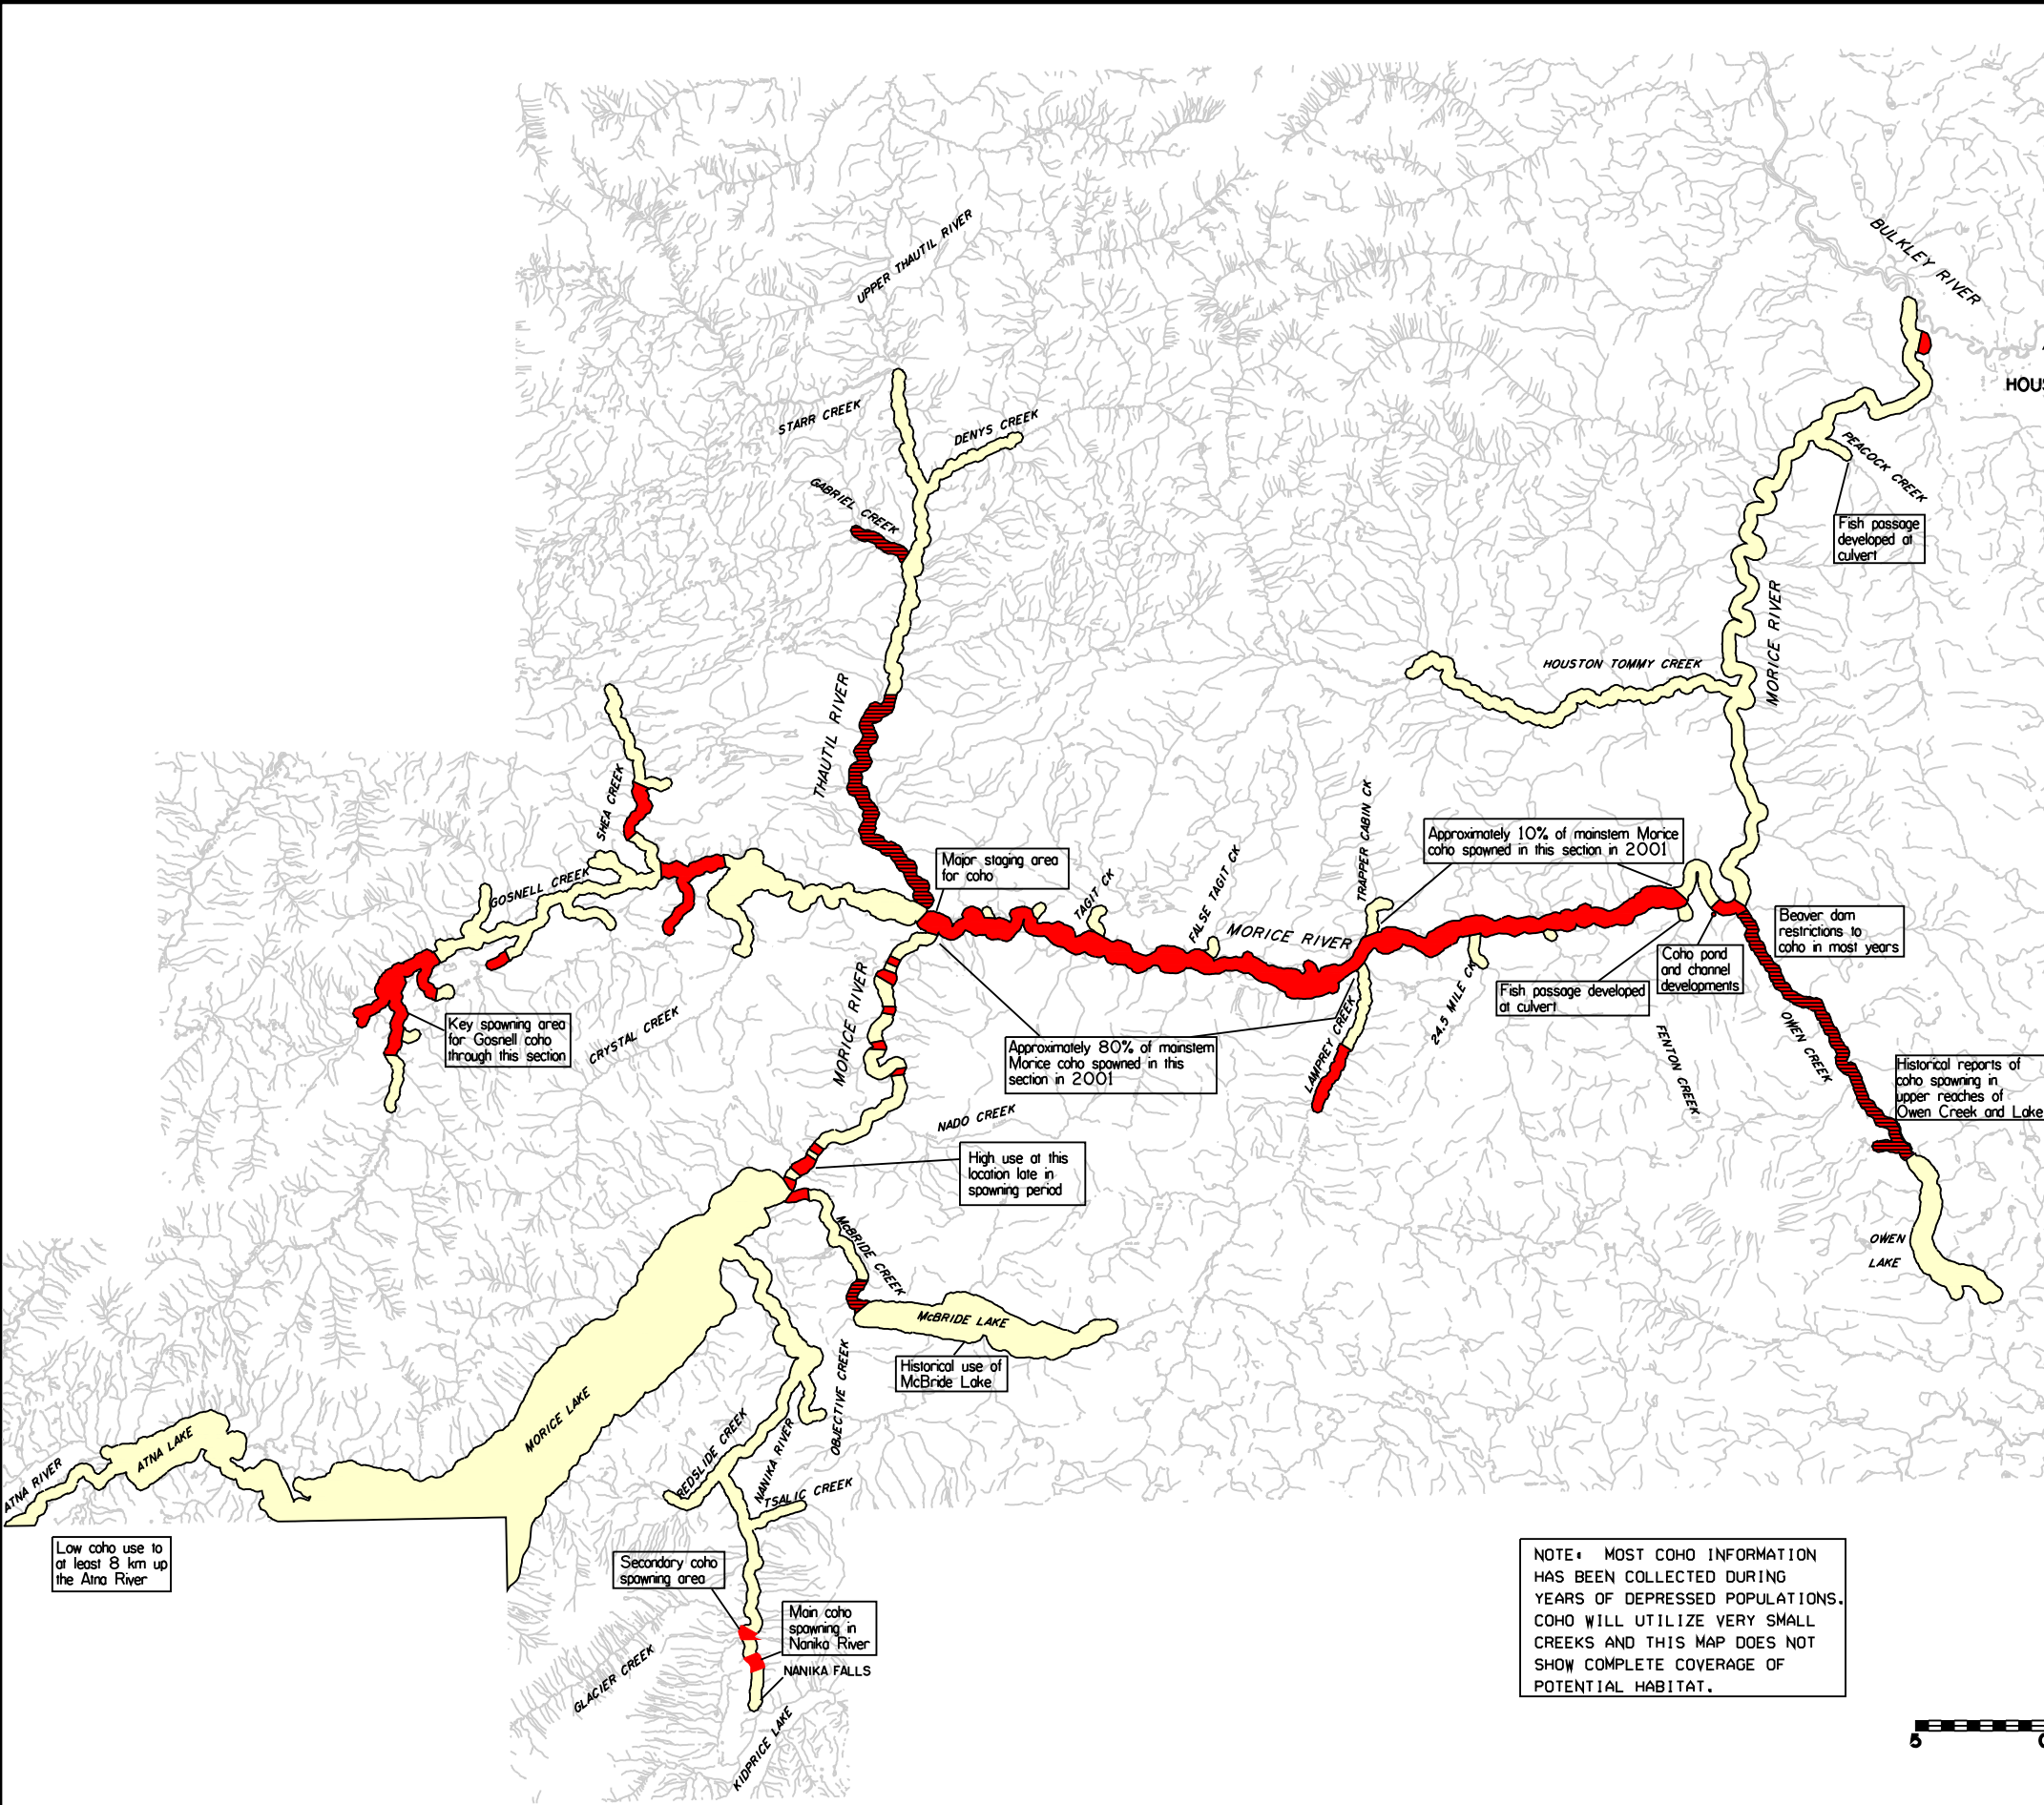 UPPER THAUTIL RIVER
BULKLEY RIVER
HOUS
STARR CREEK
DENYS CREEK
GABRIEL CREEK
PEACOCK CREEK
Fish passage
developed at
culvert
MORICE RIVER
HOUSTON TOMMY CREEK
THAUTIL RIVER
SHEA CREEK
GOSNELL CREEK
Major staging area
for coho
TAGIT CK
FALSE TAGIT CK
TRAPPER CABIN CK
Approximately 10% of mainstem Morice
coho spawned in this section in 2001
MORICE RIVER
Beaver dam
restrictions to
coho in most years
Coho pond
and channel
developments
Fish passage developed
at culvert
24.5 MILE CK
LAMPREY CREEK
FENTON CREEK
OWEN CREEK
Key spawning area
for Gosnell coho
through this section
CRYSTAL CREEK
MORICE RIVER
Approximately 80% of mainstem
Morice coho spawned in this
section in 2001
Historical reports of
coho spawning in
upper reaches of
Owen Creek and Lake
NADO CREEK
High use at this
location late in
spawning period
McBRIDE CREEK
OWEN
LAKE
McBRIDE LAKE
Historical use of
McBride Lake
OBJECTIVE CREEK
MORICE LAKE
REDSLIDE CREEK
NANIKA RIVER
TSALIC CREEK
ATNA LAKE
ATNA RIVER
Low coho use to
at least 8 km up
the Atna River
Secondary coho
spawning area
Main coho
spawning in
Nanika River
NANIKA FALLS
GLACIER CREEK
KIDPRICE LAKE
NOTE: MOST COHO INFORMATION
HAS BEEN COLLECTED DURING
YEARS OF DEPRESSED POPULATIONS.
COHO WILL UTILIZE VERY SMALL
CREEKS AND THIS MAP DOES NOT
SHOW COMPLETE COVERAGE OF
POTENTIAL HABITAT.
5